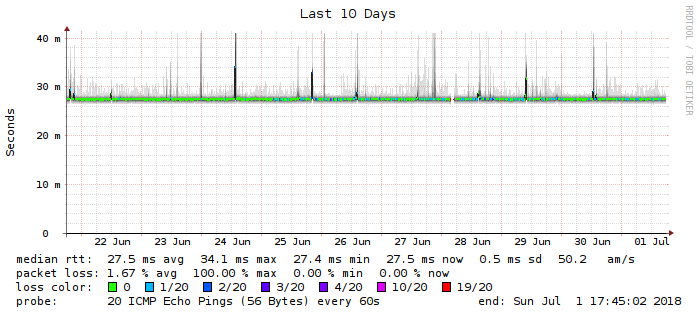 Last 10 Days
RRDTOOL / TOBI OETIKER
Seconds
40 m
30 m
20 m
10 m
0
22 Jun 23 Jun 24 Jun 25 Jun 26 Jun 27 Jun 28 Jun 29 Jun 30 Jun 01 Jul
median rtt: 27.5 ms avg 34.1 ms max 27.4 ms min 27.5 ms now 0.5 ms sd 50.2 am/s
packet loss: 1.67 % avg 100.00 % max 0.00 % min 0.00 % now
loss color: 0 1/20 2/20 3/20 4/20 10/20 19/20
probe: 20 ICMP Echo Pings (56 Bytes) every 60s end: Sun Jul 1 17:45:02 2018